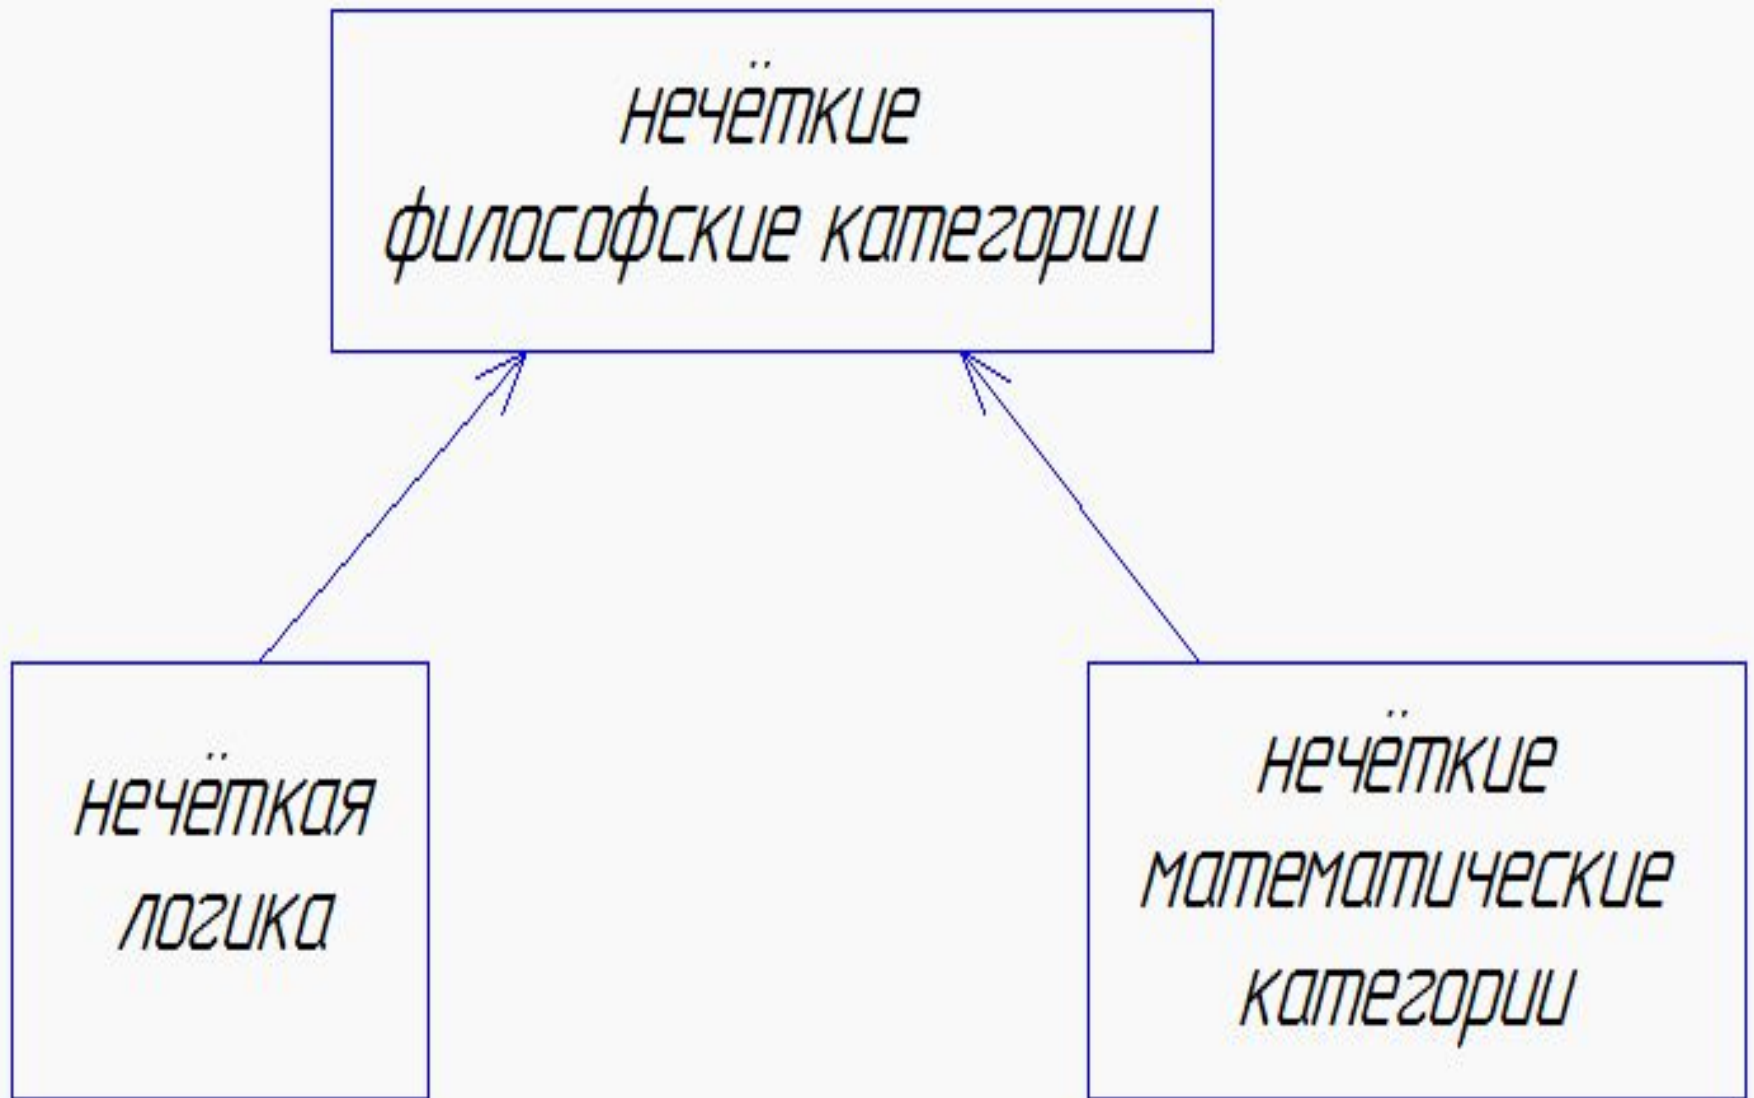 нечёткие
философские категории
нечёткая
логика
нечёткие
математические
категории